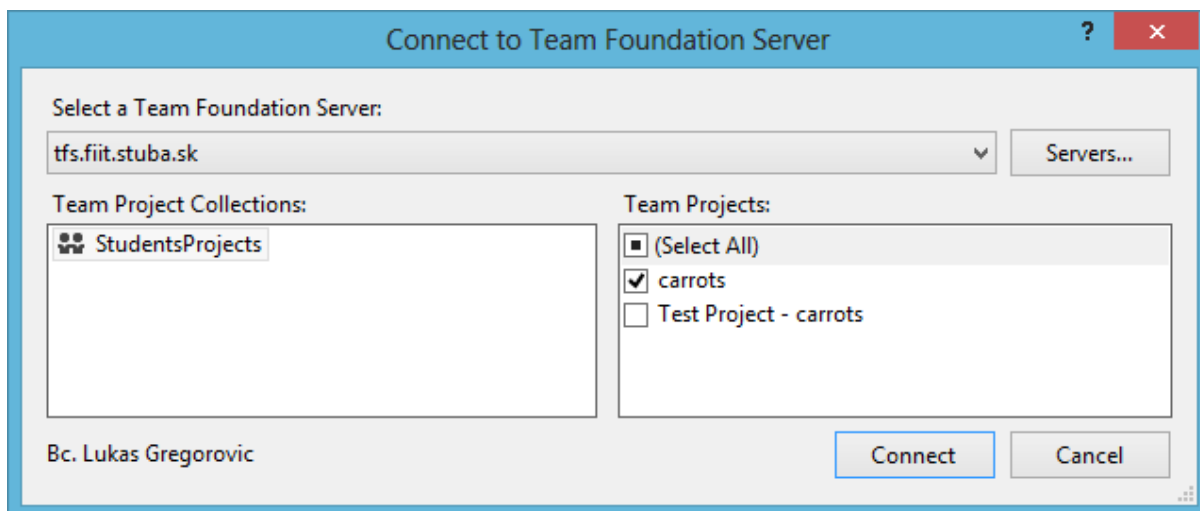 Connect to Team Foundation Server
?
Select a Team Foundation Server:
tfs.fiit.stuba.sk
Servers...
Team Project Collections:
StudentsProjects
Team Projects:
(Select All)
carrots
Test Project - carrots
Bc. Lukas Gregorovic
Connect
Cancel